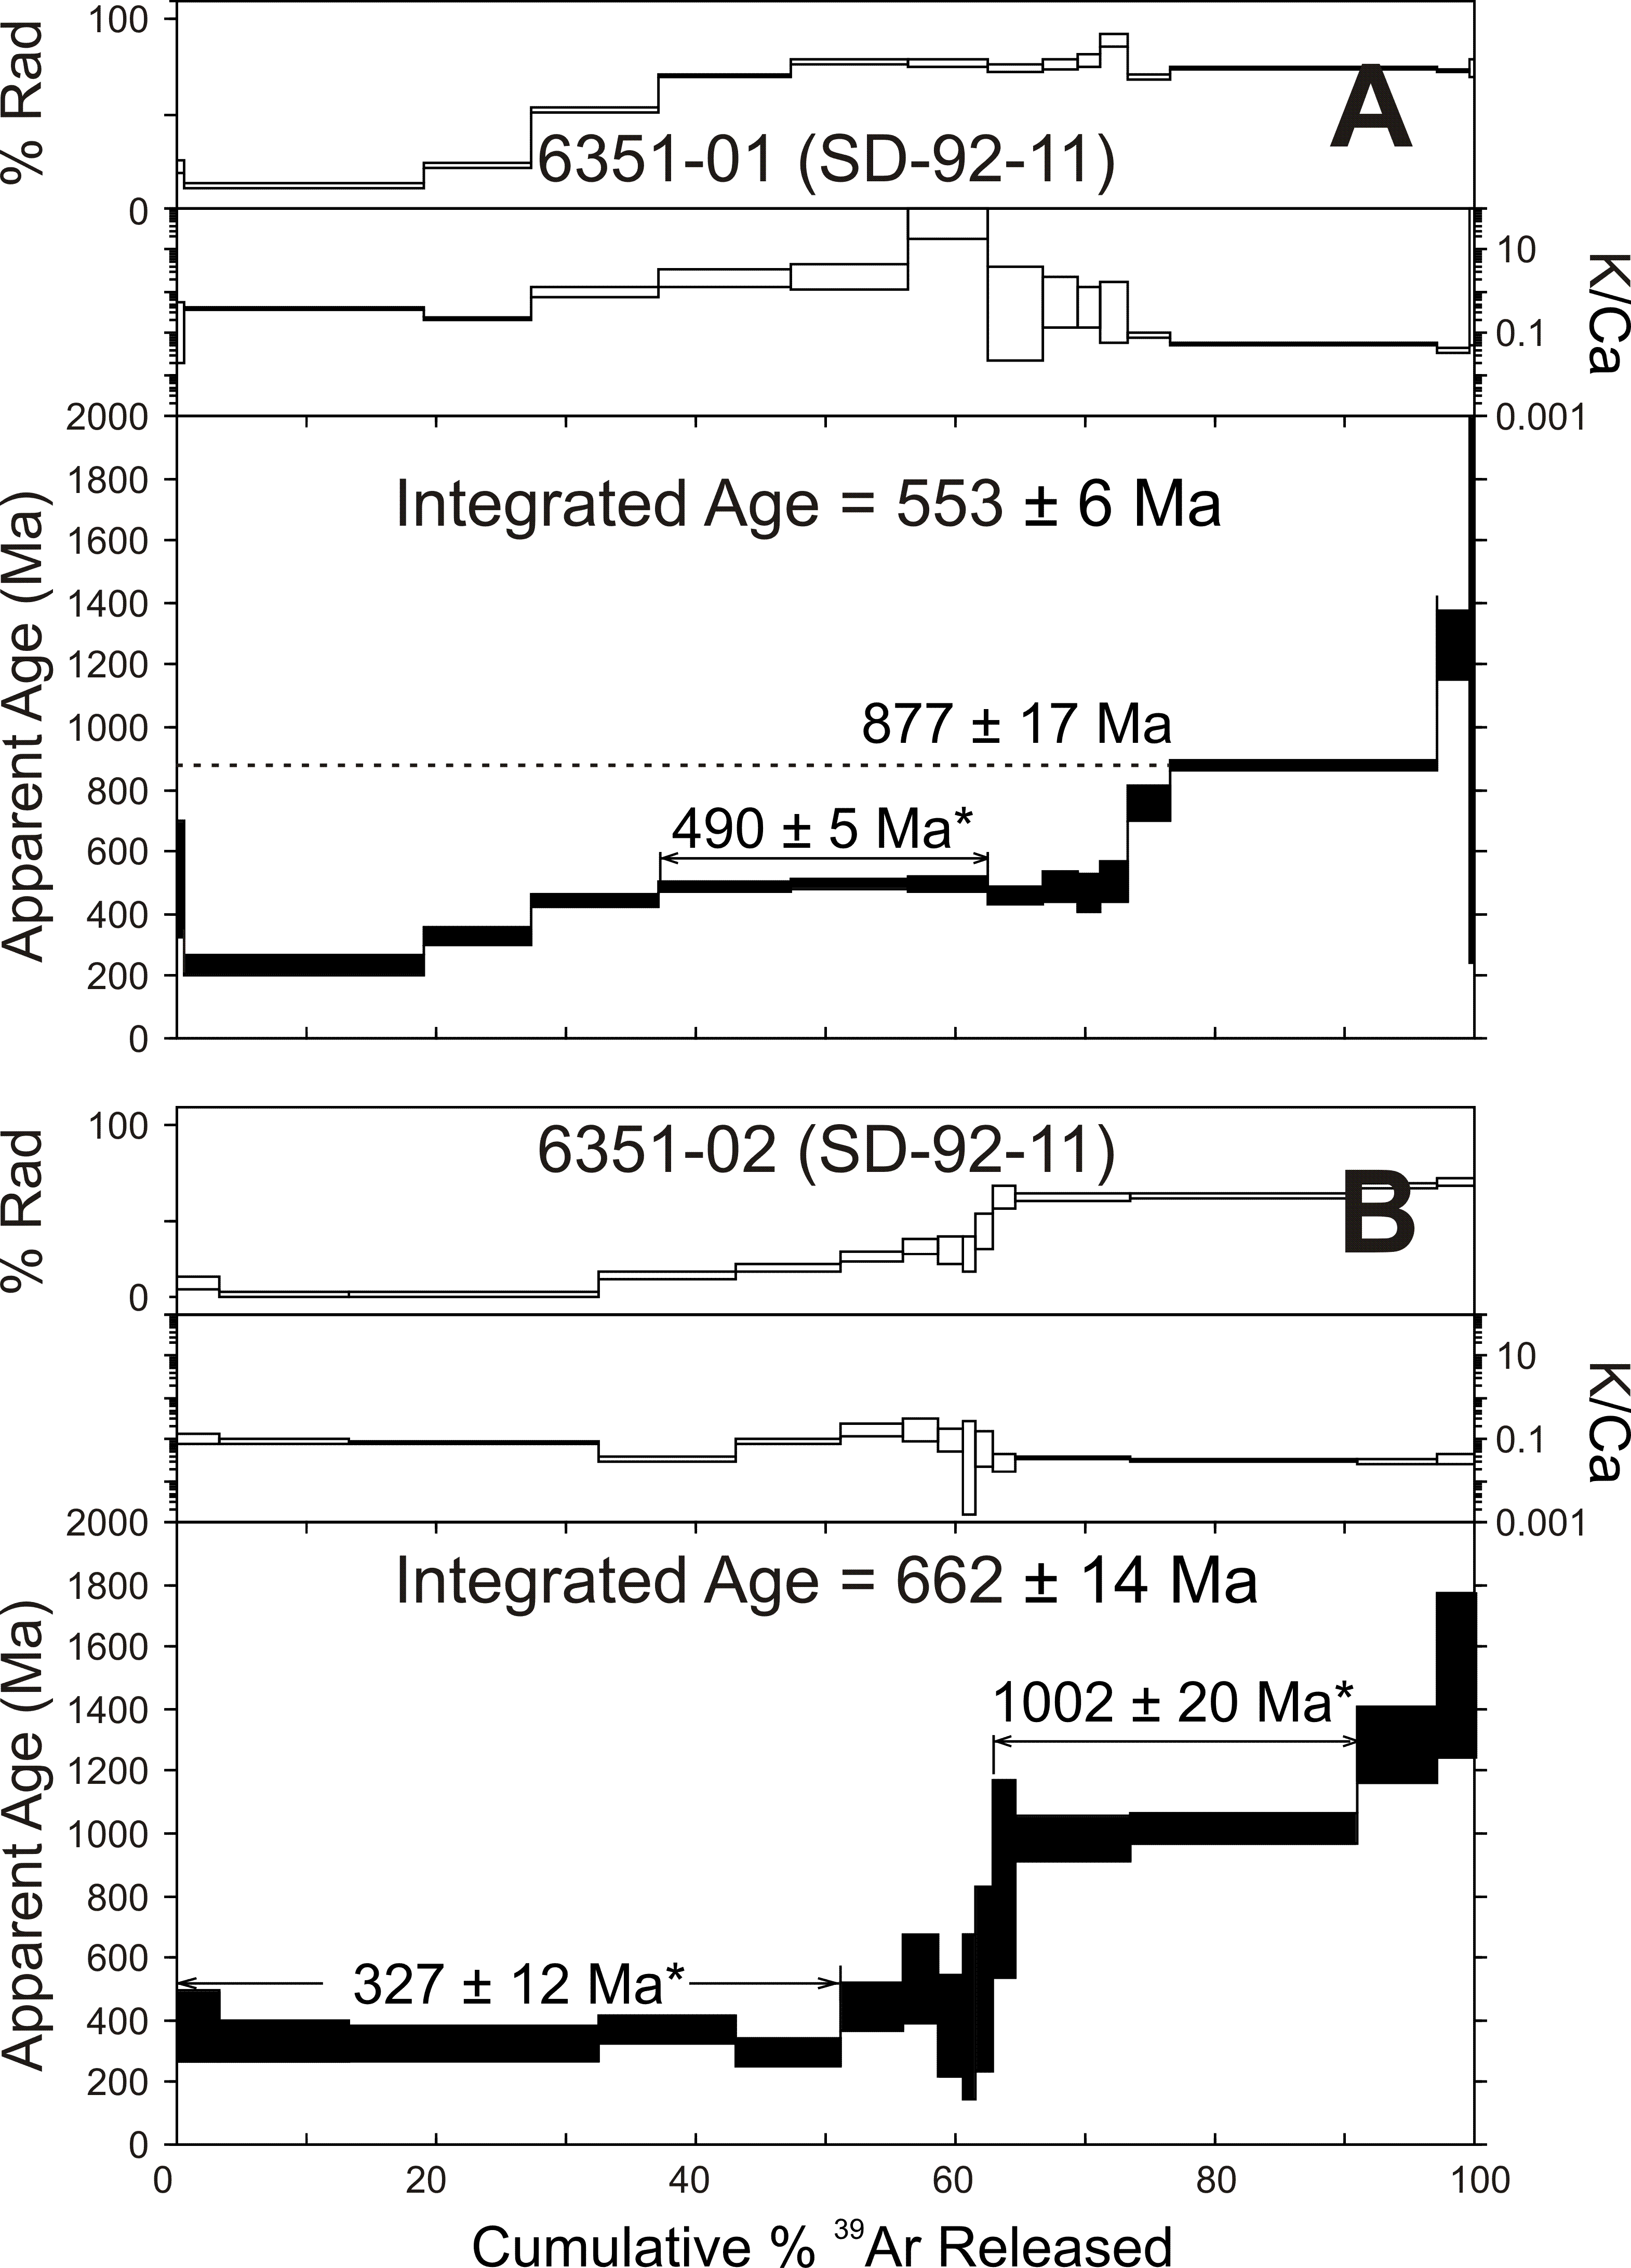 100
% Rad
A
6351-01 (SD-92-11)
0
10
K/Ca
0.1
2000
0.001
1800
Integrated Age = 553 ± 6 Ma
1600
1400
Apparent Age (Ma)
1200
1000
877 ± 17 Ma
800
490 ± 5 Ma*
600
400
200
0
100
6351-02 (SD-92-11)
% Rad
B
0
10
K/Ca
0.1
2000
0.001
Integrated Age = 662 ± 14 Ma
1800
1600
1002 ± 20 Ma*
1400
Apparent Age (Ma)
1200
1000
800
600
327 ± 12 Ma*
400
200
0
0 20 40 60 80 100
Cumulative % ³⁹Ar Released